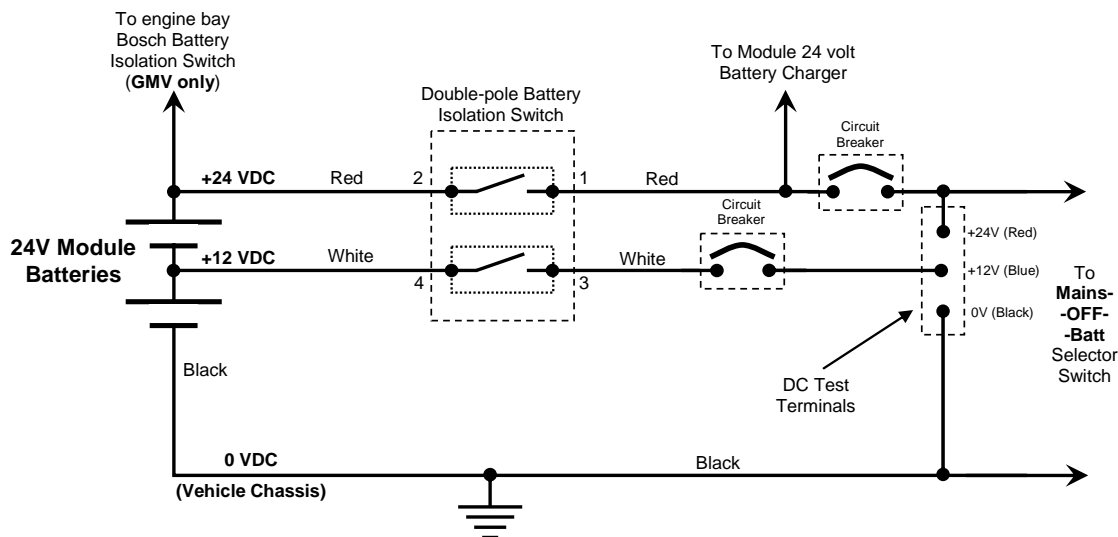 To engine bay
Bosch Battery
Isolation Switch
(GMV only)
To Module 24 volt
Battery Charger
Double-pole Battery
Isolation Switch
Circuit
Breaker
+24 VDC
Red
2
1
Red
Circuit
Breaker
+24V (Red)
24V Module
Batteries
+12 VDC
White
4
3
White
+12V (Blue)
0V (Black)
To
Mains-
-OFF-
-Batt
Selector
Switch
Black
DC Test
Terminals
0 VDC
(Vehicle Chassis)
Black